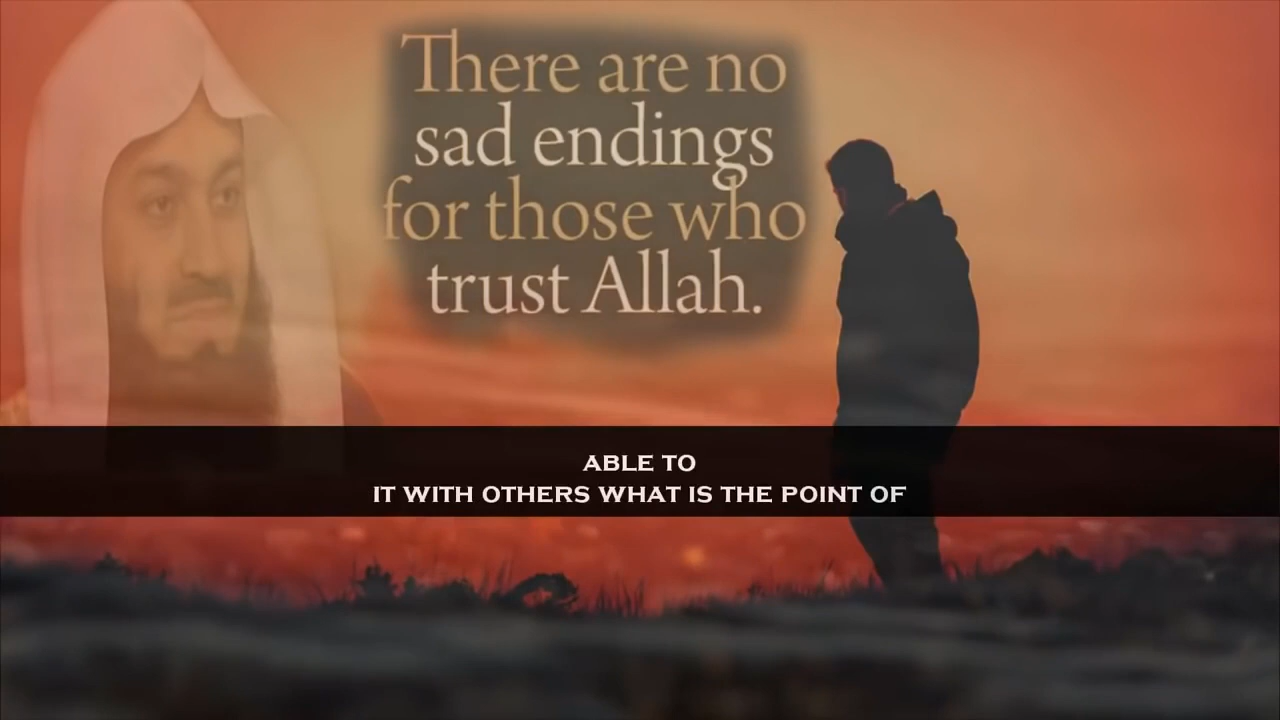 There are no
sad endings
for those who
trust Allah.
ABLE TO
IT WITH OTHERS WHAT IS THE POINT OF